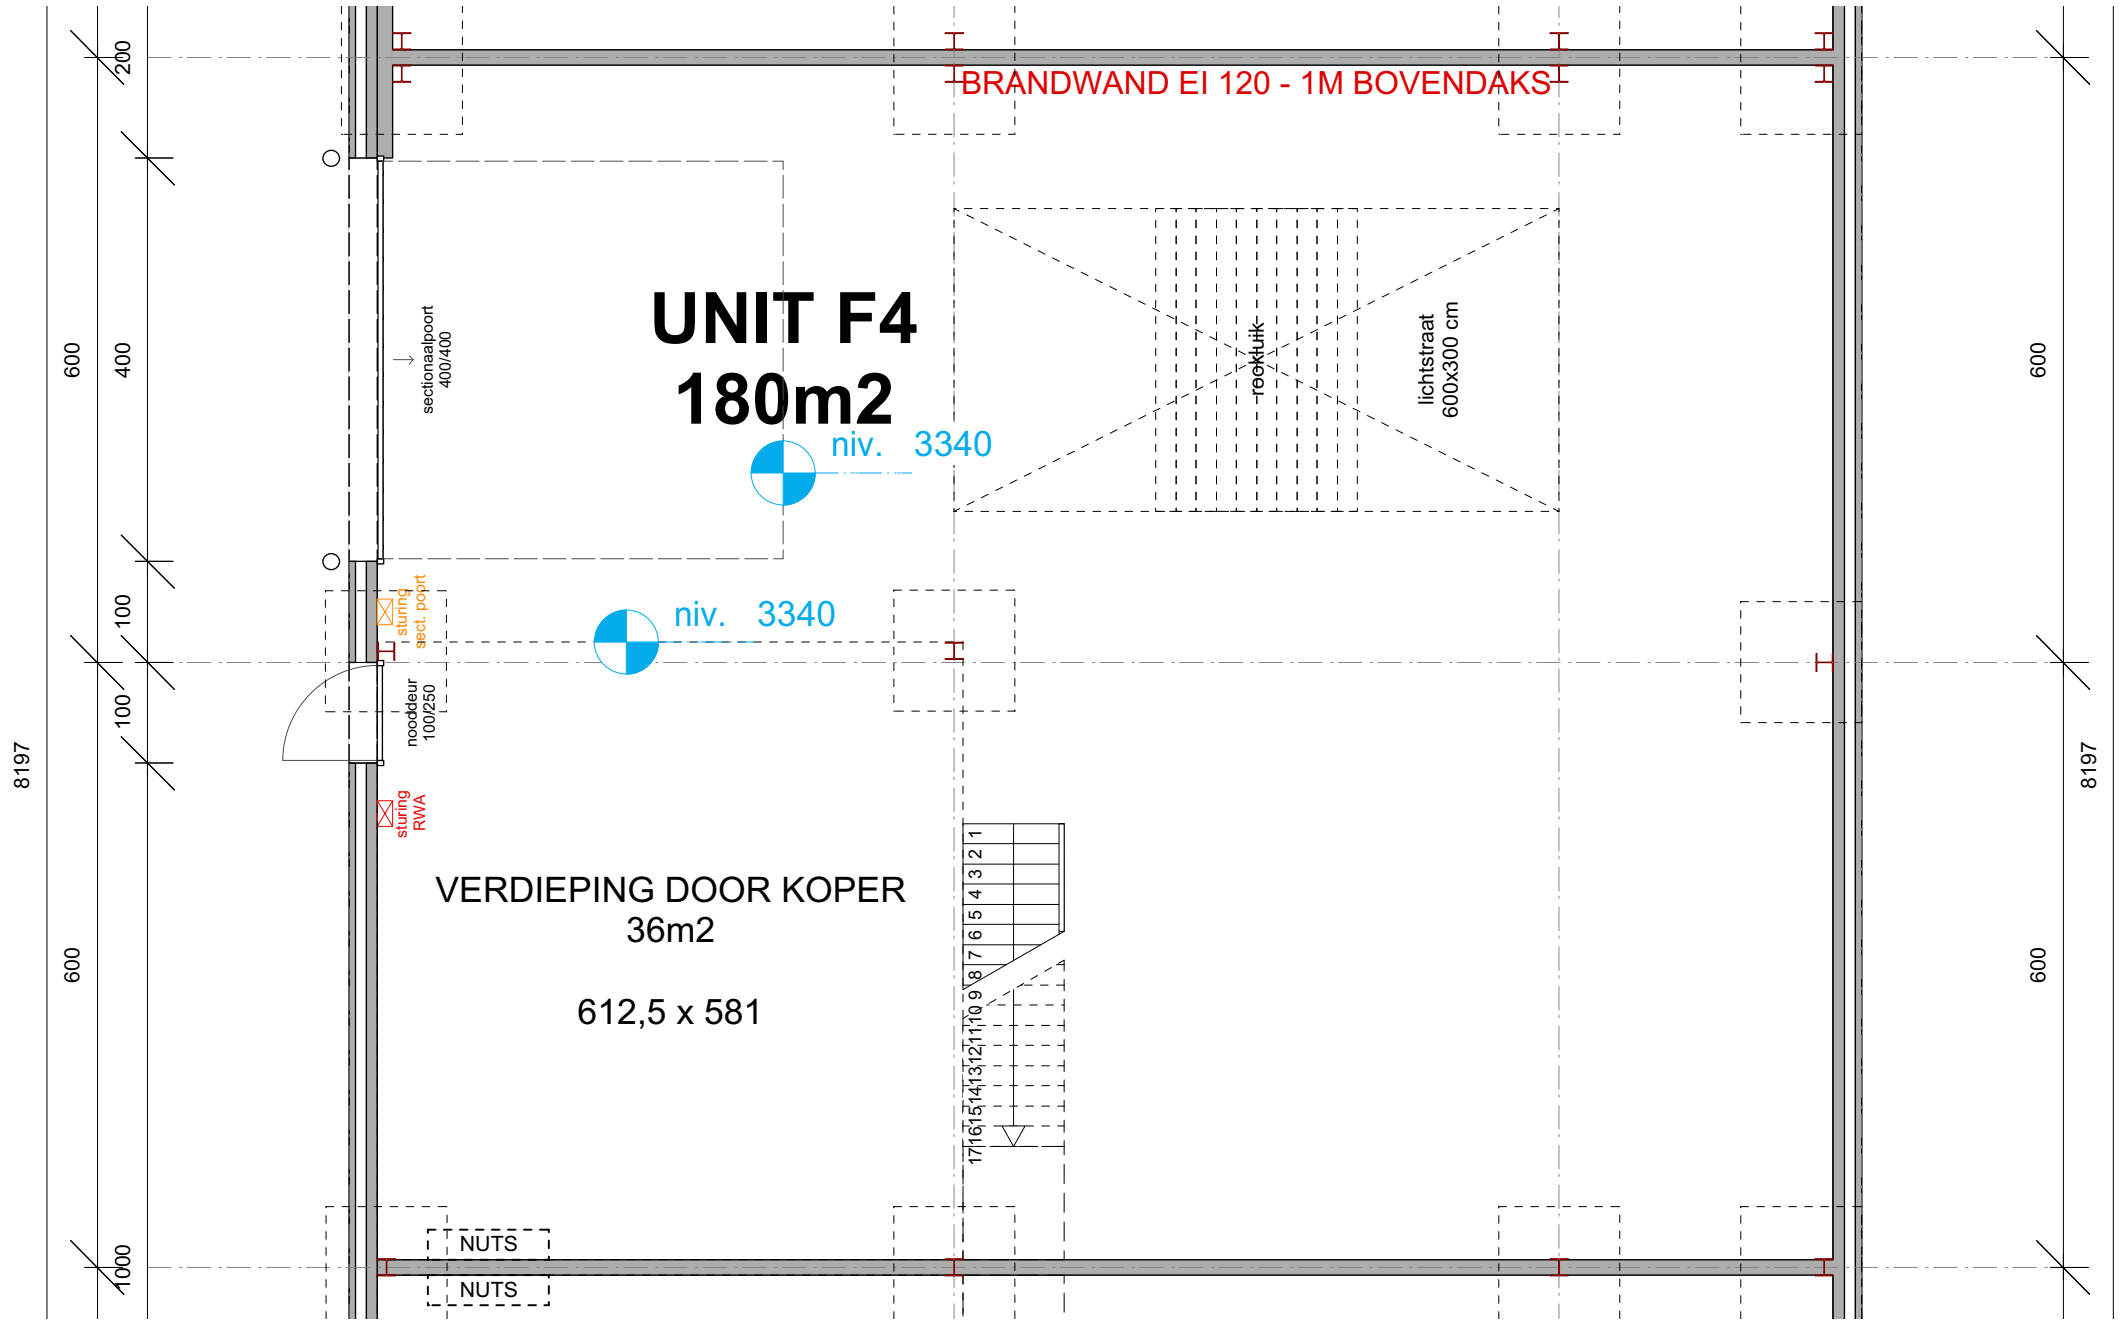 200
BRANDWAND EI 120 - 1M BOVENDAKS
UNIT F4
180m2
niv. 3340
sectionaalpoort
400/400
rookluik
lichtstraat
600x300 cm
600
400
600
sturing
sect. poort
niv. 3340
100
nooddeur
100/250
100
8197
8197
sturing
RWA
VERDIEPING DOOR KOPER
36m2
612,5 x 581
1
2
3
4
5
6
7
8
9
10
11
12
13
14
15
16
17
600
600
NUTS
1000
NUTS